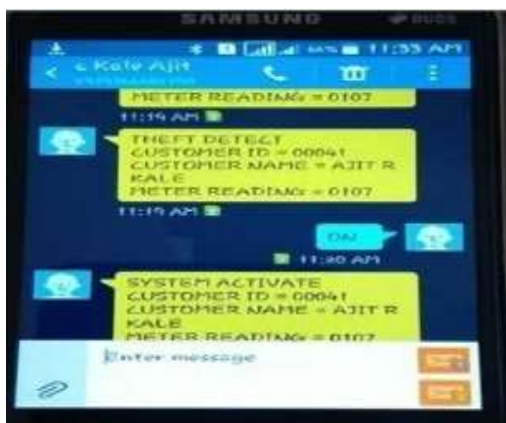 SAMSUNG
DUOS
11:33 AM
Kale Ajit
METER READING = 0107
11:19 AM
THEFT DETECT
CUSTOMER ID = 00041
CUSTOMER NAME = AJIT R
KALE
METER READING = 0107
11:19 AM
ON
11:20 AM
SYSTEM ACTIVATE
CUSTOMER ID = 00041
CUSTOMER NAME = AJIT R
KALE
METER READING = 0107
Enter message